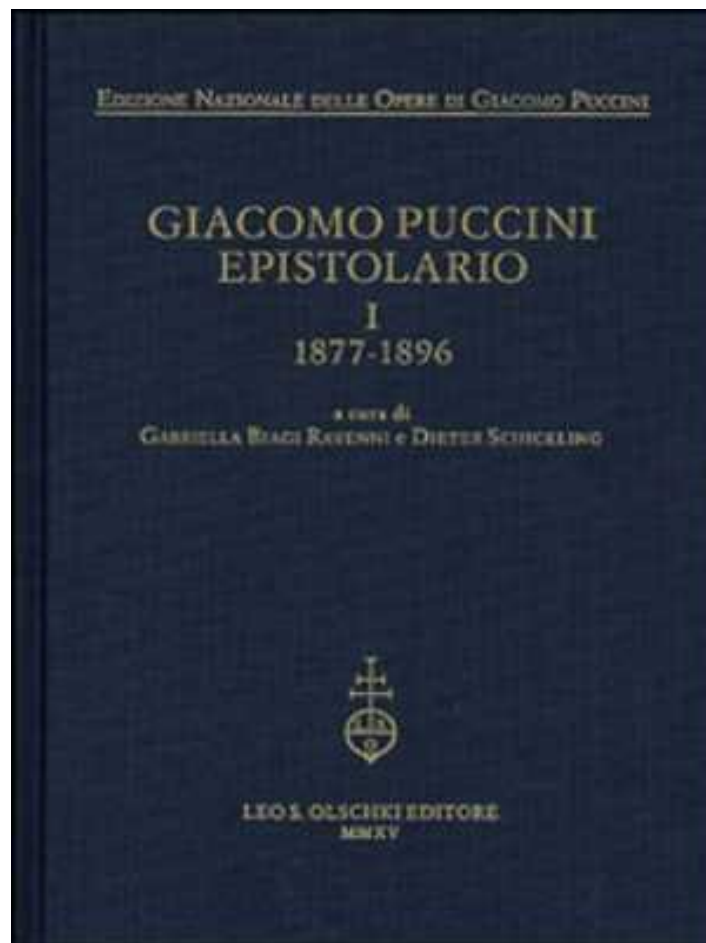 EDIZIONE NAZIONALE DELLE OPERE DI GIACOMO PUCCINI
GIACOMO PUCCINI
EPISTOLARIO
I
1877-1896
a cura di
GABRIELLA BIAGI RAVENNI e DIETER SCHICKLING
LEO S. OLSCHKI EDITORE
MMXV